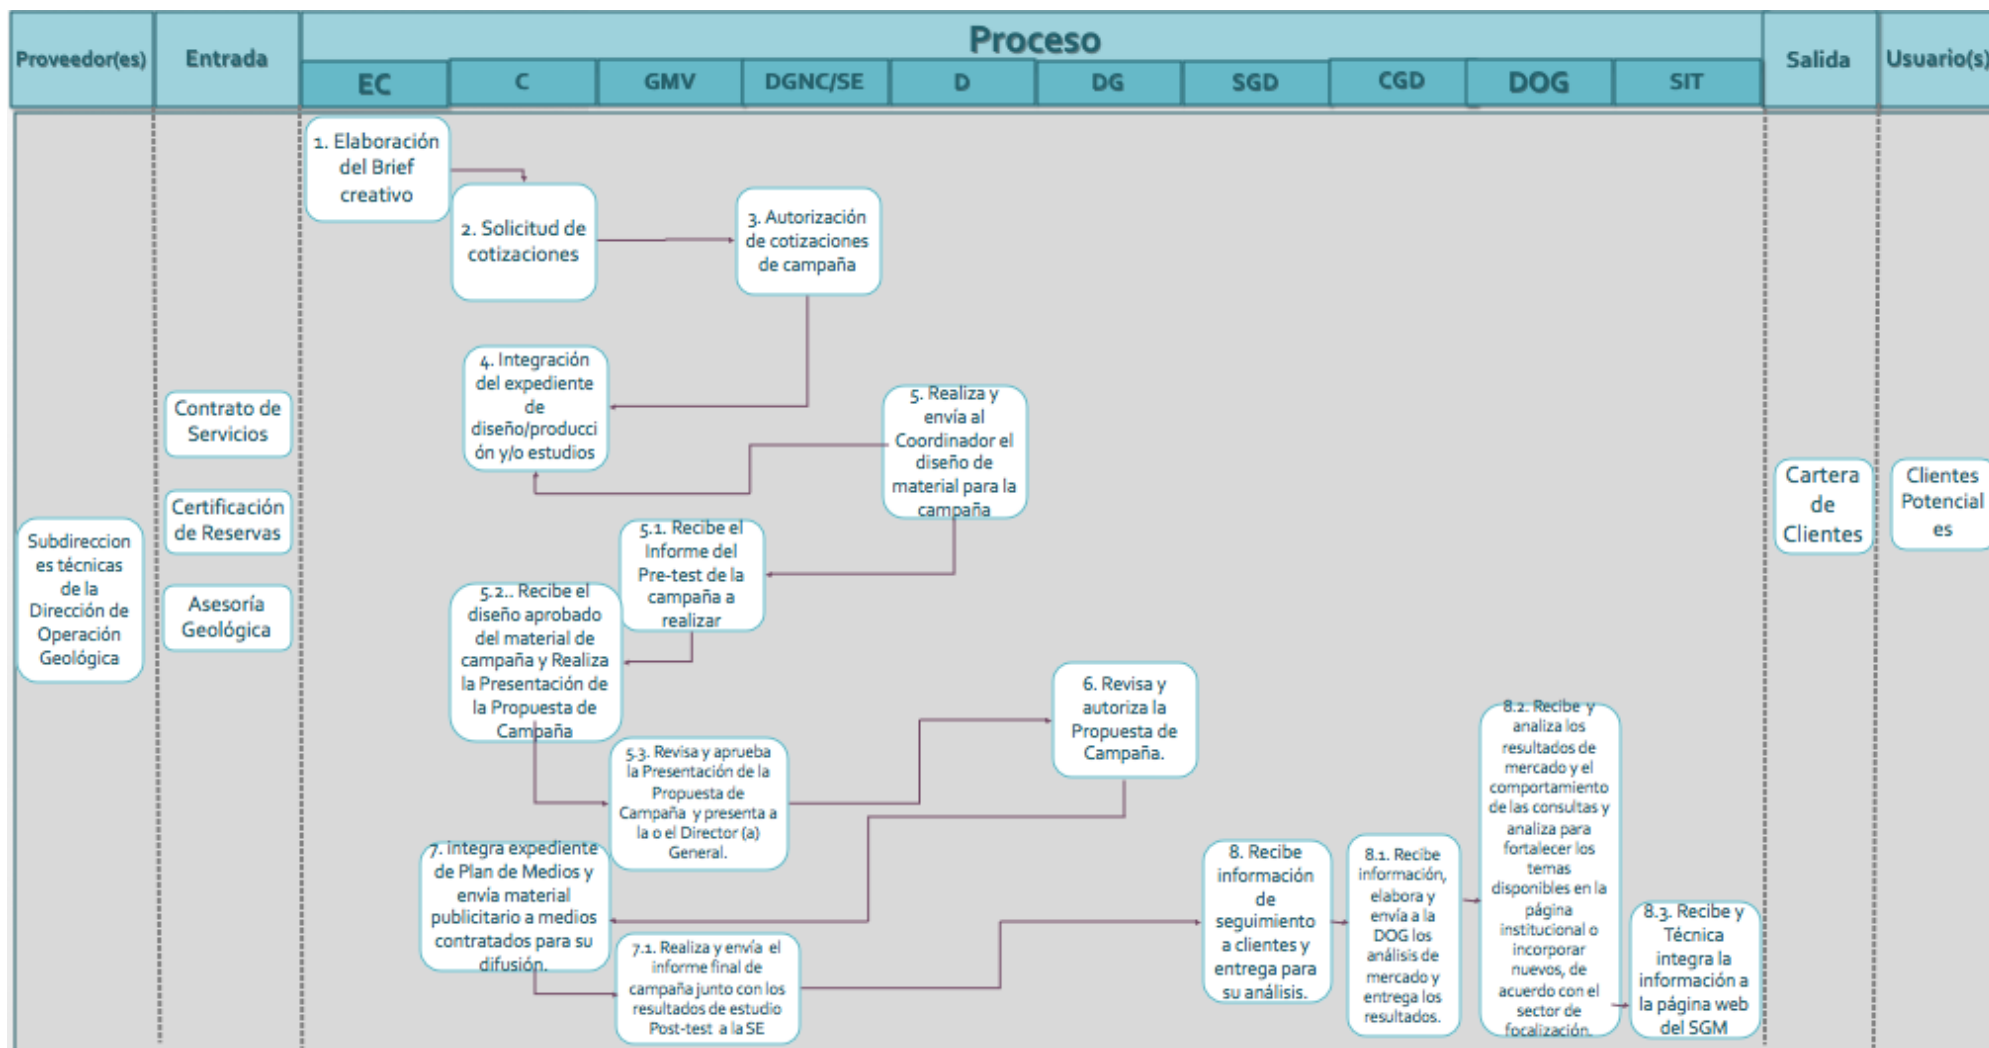 Proveedor(es)
Entrada
Proceso
Salida
Usuario(s)
EC
C
GMV
DGNC/SE
D
DG
SGD
CGD
DOG
SIT
1. Elaboración
del Brief
creativo
2. Solicitud de
cotizaciones
3. Autorización
de cotizaciones
de campaña
4. Integración
del expediente
de
diseño/producci
ón y/o estudios
5. Realiza y
envía al
Coordinador el
diseño de
material para la
campaña
Contrato de
Servicios
Certificación
de Reservas
Asesoría
Geológica
Subdireccion
es técnicas
de la
Dirección de
Operación
Geológica
5.1. Recibe el
Informe del
Pre-test de la
campaña a
realizar
5.2.. Recibe el
diseño aprobado
del material de
campaña y Realiza
la Presentación de
la Propuesta de
Campaña
5.3. Revisa y aprueba
la Presentación de la
Propuesta de
Campaña y presenta a
la o el Director (a)
General.
6. Revisa y
autoriza la
Propuesta de
Campaña.
7. integra expediente
de Plan de Medios y
envía material
publicitario a medios
contratados para su
difusión.
7.1. Realiza y envía el
informe final de
campaña junto con los
resultados de estudio
Post-test a la SE
8. Recibe
información
de
seguimiento
a clientes y
entrega para
su análisis.
8.1. Recibe
información,
elabora y
envía a la
DOG los
análisis de
mercado y
entrega los
resultados.
8.2. Recibe y
analiza los
resultados de
mercado y el
comportamiento
de las consultas y
analiza para
fortalecer los
temas
disponibles en la
página
institucional o
incorporar
nuevos, de
acuerdo con el
sector de
focalización.
8.3. Recibe y
Técnica
integra la
información a
la página web
del SGM
Cartera
de
Clientes
Clientes
Potencial
es